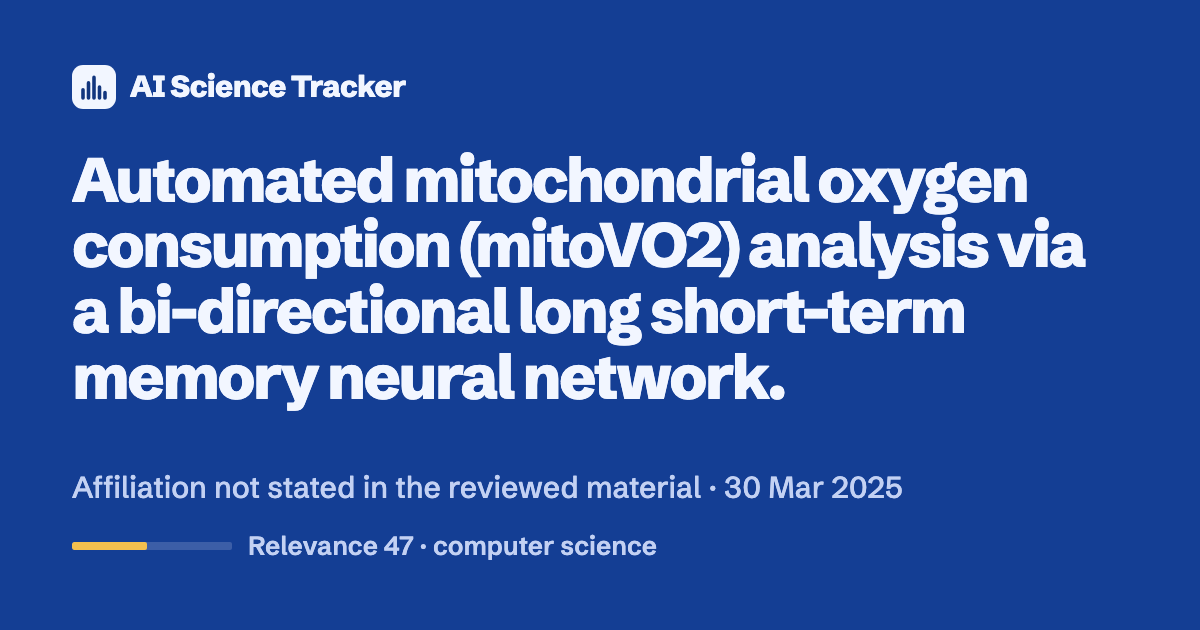 AI Science Tracker
Automated mitochondrial oxygen
consumption (mitoVO2) analysis via
a bi-directional long short-term
memory neural network.
Affiliation not stated in the reviewed material · 30 Mar 2025
Relevance 47 · computer science